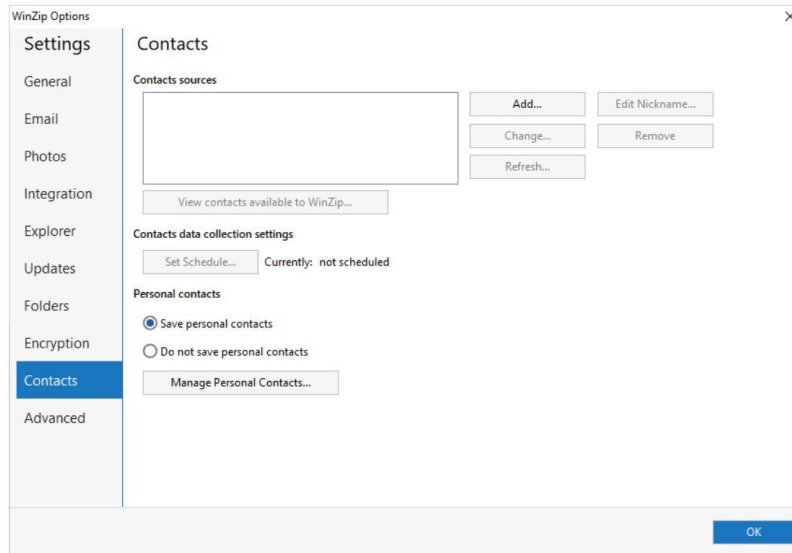 WinZip Options
Settings
General
Email
Photos
Integration
Explorer
Updates
Folders
Encryption
Contacts
Advanced
Contacts
Contacts sources
Add...
Edit Nickname...
Change...
Remove
Refresh...
View contacts available to WinZip...
Contacts data collection settings
Set Schedule...
Currently: not scheduled
Personal contacts
Save personal contacts
Do not save personal contacts
Manage Personal Contacts...
OK